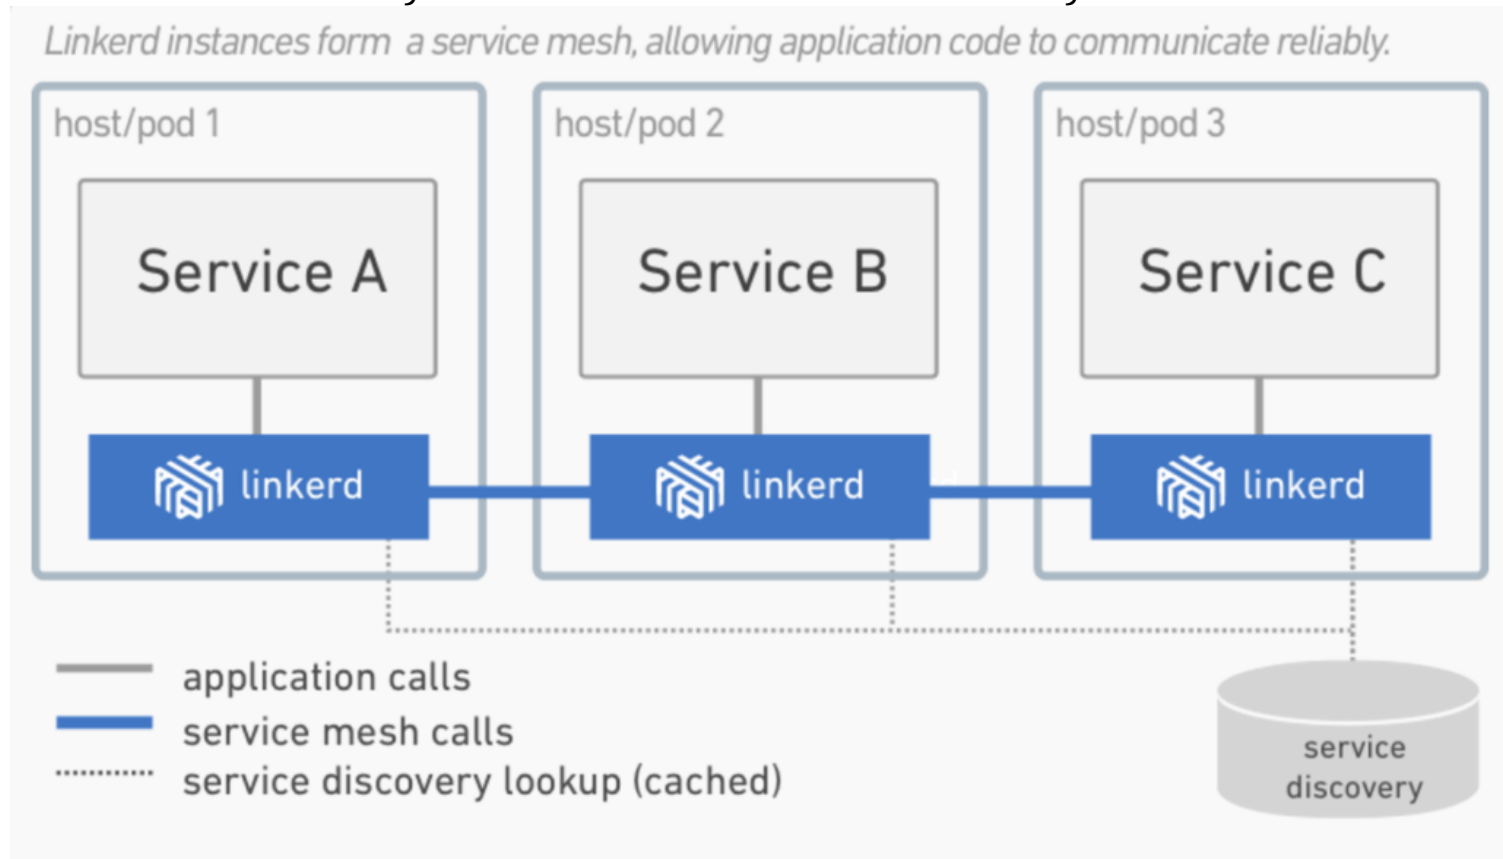 Linkerd instances form a service mesh, allowing application code to communicate reliably.
host/pod 1
host/pod 2
host/pod 3
Service A
Service B
Service C
linkerd
linkerd
linkerd
application calls
service mesh calls
service discovery lookup (cached)
service
discovery